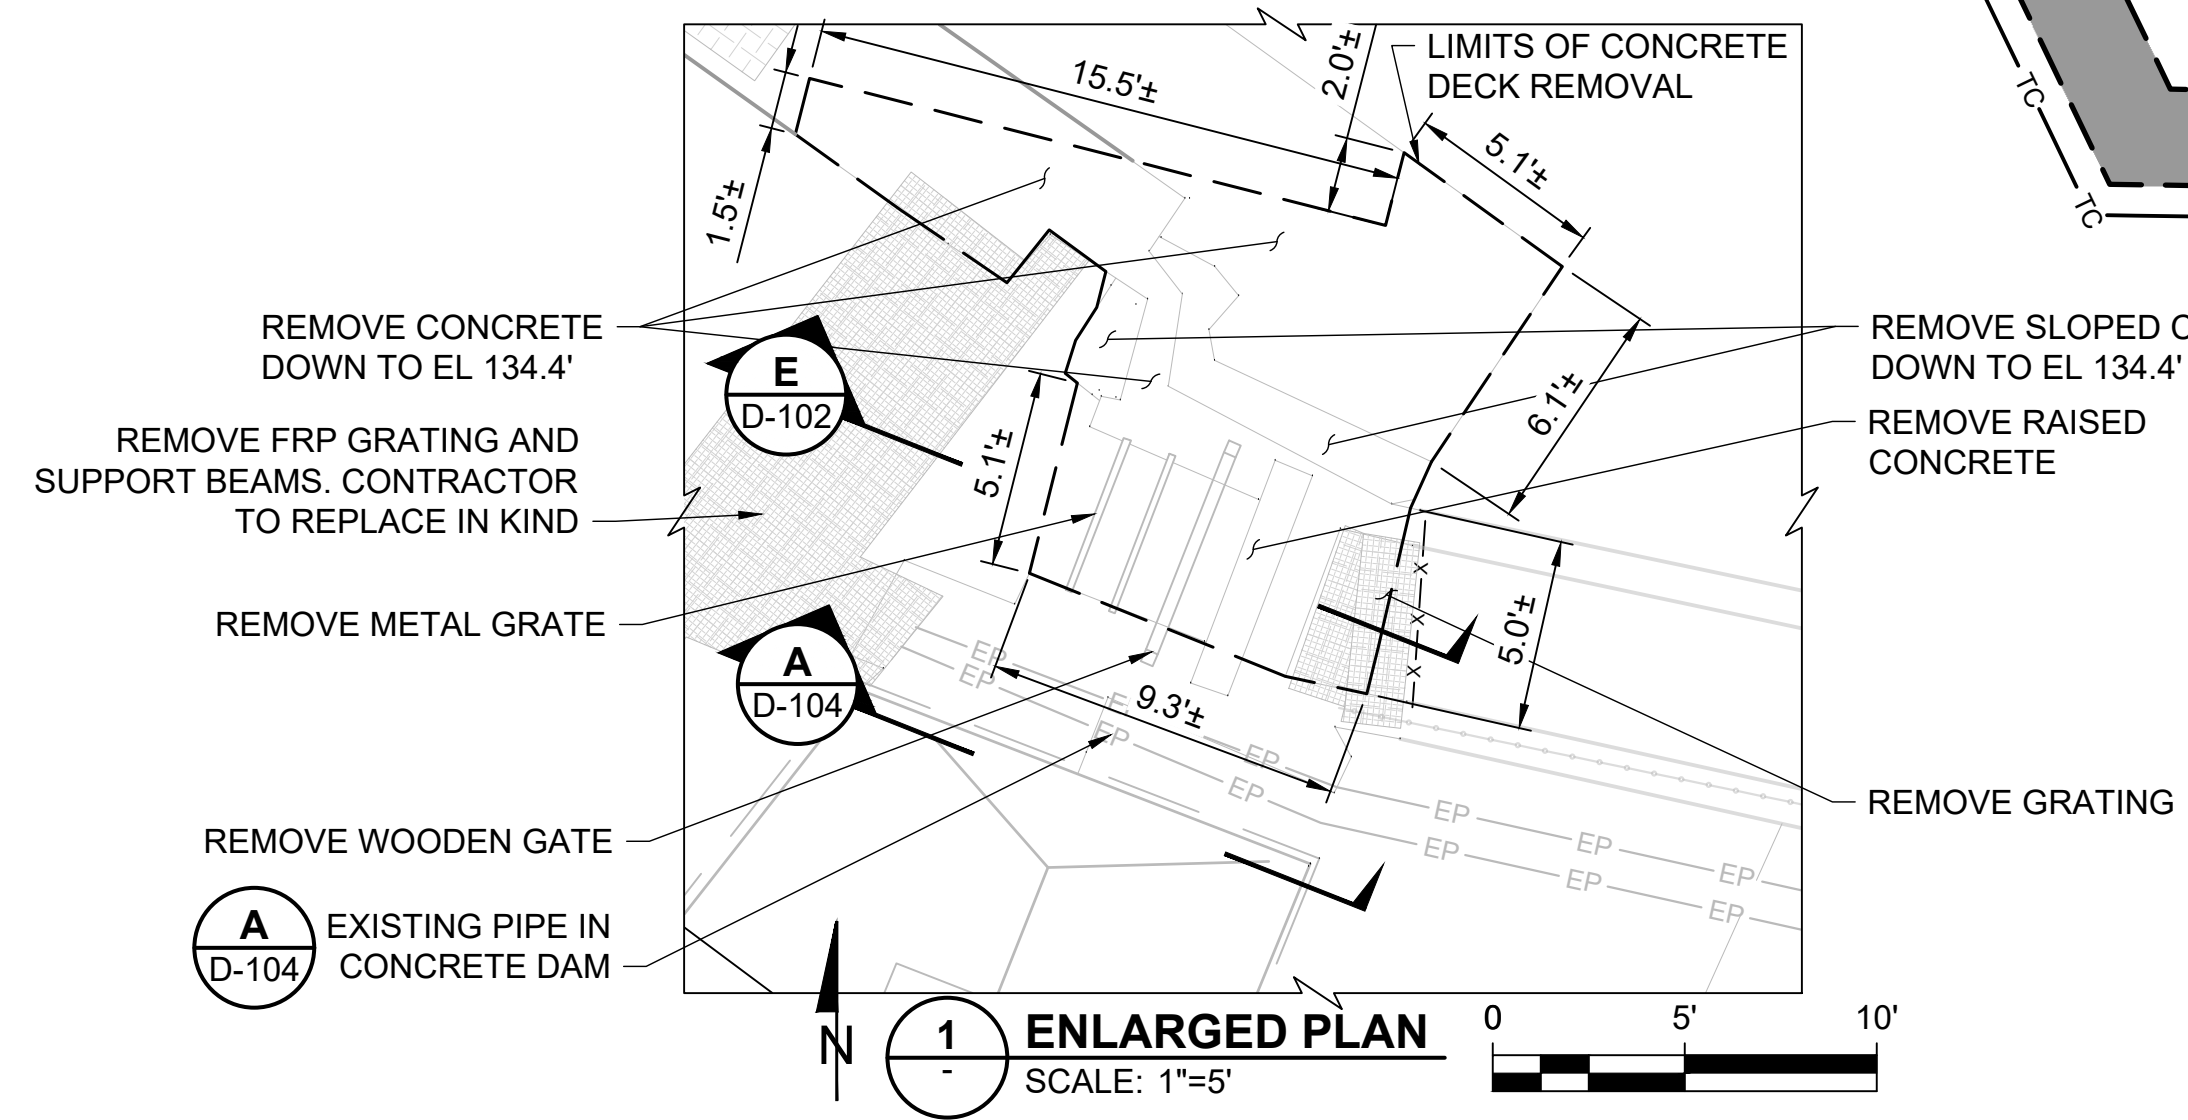 LIMITS OF CONCRETE
DECK REMOVAL
15.5'±
2.0'±
5.1'±
1.5'±
TC
TC
REMOVE CONCRETE
DOWN TO EL 134.4'
E
D-102
REMOVE SLOPED
DOWN TO EL 134.4'
6.1'±
REMOVE RAISED
CONCRETE
REMOVE FRP GRATING AND
SUPPORT BEAMS. CONTRACTOR
TO REPLACE IN KIND
5.1'±
X
X
X
5.0'±
REMOVE METAL GRATE
A
D-104
EP
EP
9.3'±
EP
EP
EP
EP
EP
EP
EP
EP
EP
REMOVE GRATING
REMOVE WOODEN GATE
A
D-104
EXISTING PIPE IN
CONCRETE DAM
N
1
-
ENLARGED PLAN
SCALE: 1"=5'
0 5' 10'